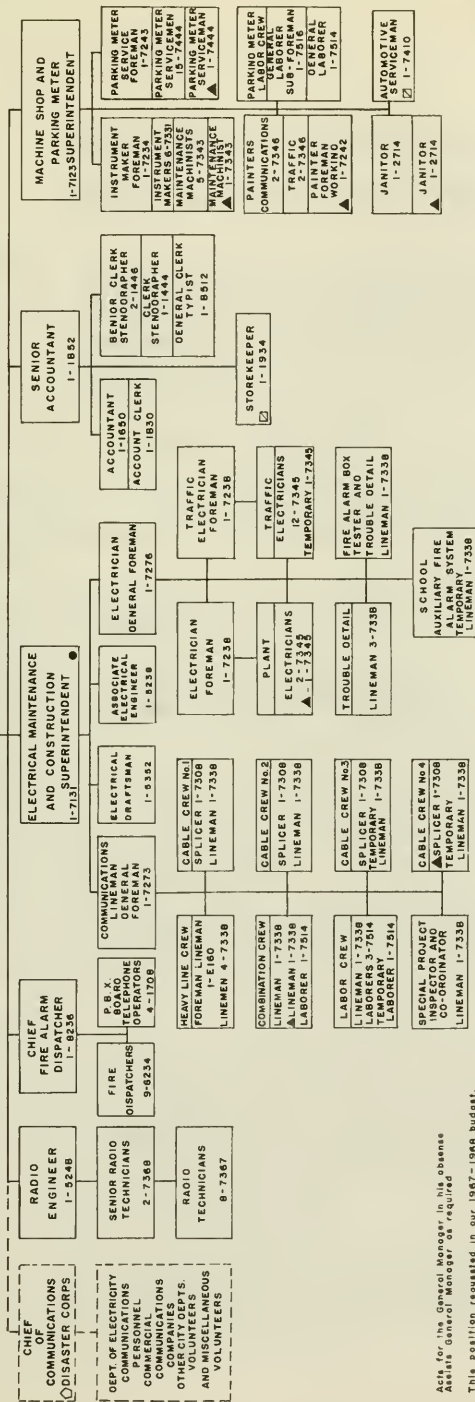 CHIEF
OF
COMMUNICATIONS
DISASTER CORPS
DEPT. OF ELECTRICITY
COMMUNICATIONS
PERSONNEL
COMMERCIAL
COMMUNICATIONS
COMPANIES
OTHER CITY DEPTS.
VOLUNTEERS
AND MISCELLANEOUS
VOLUNTEERS
RADIO
ENGINEER
1-5248
SENIOR RADIO
TECHNICIANS
2-7368
RADIO
TECHNICIANS
8-7367
CHIEF
FIRE ALARM
DISPATCHER
1-8236
FIRE
DISPATCHERS
9-8234
P.B.X.
BOARD
TELEPHONE
OPERATORS
4-1708
ELECTRICAL MAINTENANCE
AND CONSTRUCTION
SUPERINTENDENT
1-7131
COMMUNICATIONS
LINEMAN
GENERAL
FOREMAN
1-7273
ELECTRICAL
DRAFTSMAN
1-5352
ASSOCIATE
ELECTRICAL
ENGINEER
1-5238
ELECTRICIAN
GENERAL FOREMAN
1-7276
HEAVY LINE CREW
FOREMAN LINEMAN
1-E160
LINEMEN 4-7338
COMBINATION CREW
LINEMAN 1-7338
▲LINEMAN 1-7338
LABORER 1-7514
LABOR CREW
LINEMAN 1-7338
LABORERS 3-7514
TEMPORARY
LABORER 1-7514
SPECIAL PROJECT
INSPECTOR AND
CO-ORDINATOR
LINEMAN 1-7338
CABLE CREW No.1
SPLICER 1-7308
LINEMAN 1-7338
CABLE CREW No.2
SPLICER 1-7308
LINEMAN 1-7338
CABLE CREW No.3
SPLICER 1-7308
TEMPORARY 1-7338
LINEMAN
CABLE CREW No.4
▲SPLICER 1-7308
TEMPORARY
LINEMAN 1-7338
ELECTRICIAN
FOREMAN
1-7238
PLANT
ELECTRICIANS
2-7345
▲-1-7345
TROUBLE DETAIL
LINEMAN 3-7338
TRAFFIC
ELECTRICIAN
FOREMAN
1-7238
TRAFFIC
ELECTRICIANS
12-7345
TEMPORARY 1-7345
FIRE ALARM BOX
TESTER AND
TROUBLE DETAIL
LINEMAN 1-7338
SCHOOL
AUXILIARY FIRE
ALARM SYSTEM
TEMPORARY
LINEMAN 1-7338
SENIOR
ACCOUNTANT
1-1852
ACCOUNTANT
1-1650
ACCOUNT CLERK
1-1630
SENIOR CLERK
STENOGRAPHER
2-1446
CLERK
STENOGRAPHER
1-1444
GENERAL CLERK
TYPIST
1-B512
STOREKEEPER
1-1934
MACHINE SHOP AND
PARKING METER
1-7123 SUPERINTENDENT
INSTRUMENT
MAKER
FOREMAN
1-7234
INSTRUMENT
MAKERS 6-7331
MAINTENANCE
MACHINISTS
5-7343
MAINTENANCE
MACHINIST
▲ 1-7343
PARKING METER
SERVICE
FOREMAN
1-7243
PARKING METER
SERVICEMEN
15-7444
PARKING METER
SERVICEMAN
▲ 1-7444
PAINTERS
COMMUNICATIONS
2-7346
TRAFFIC
2-7346
PAINTER
FOREMAN
WORKING
▲ 1-7242
PARKING METER
LABOR CREW
GENERAL
LABORER
SUB-FOREMAN
1-7516
GENERAL
LABORER
1-7514
JANITOR
1-2714
JANITOR
▲ 1-2714
AUTOMOTIVE
SERVICEMAN
1-7410
Acts for the General Manager in his absense
Assists General Manager as required
This position requested in our 1967-1968 budget.